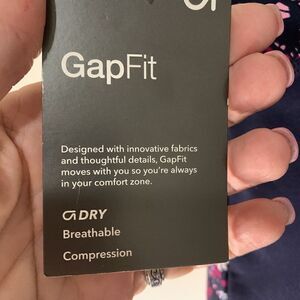 GapFit
Designed with innovative fabrics
and thoughtful details, GapFit
moves with you so you're always
in your comfort zone.
DRY
Breathable
Compression